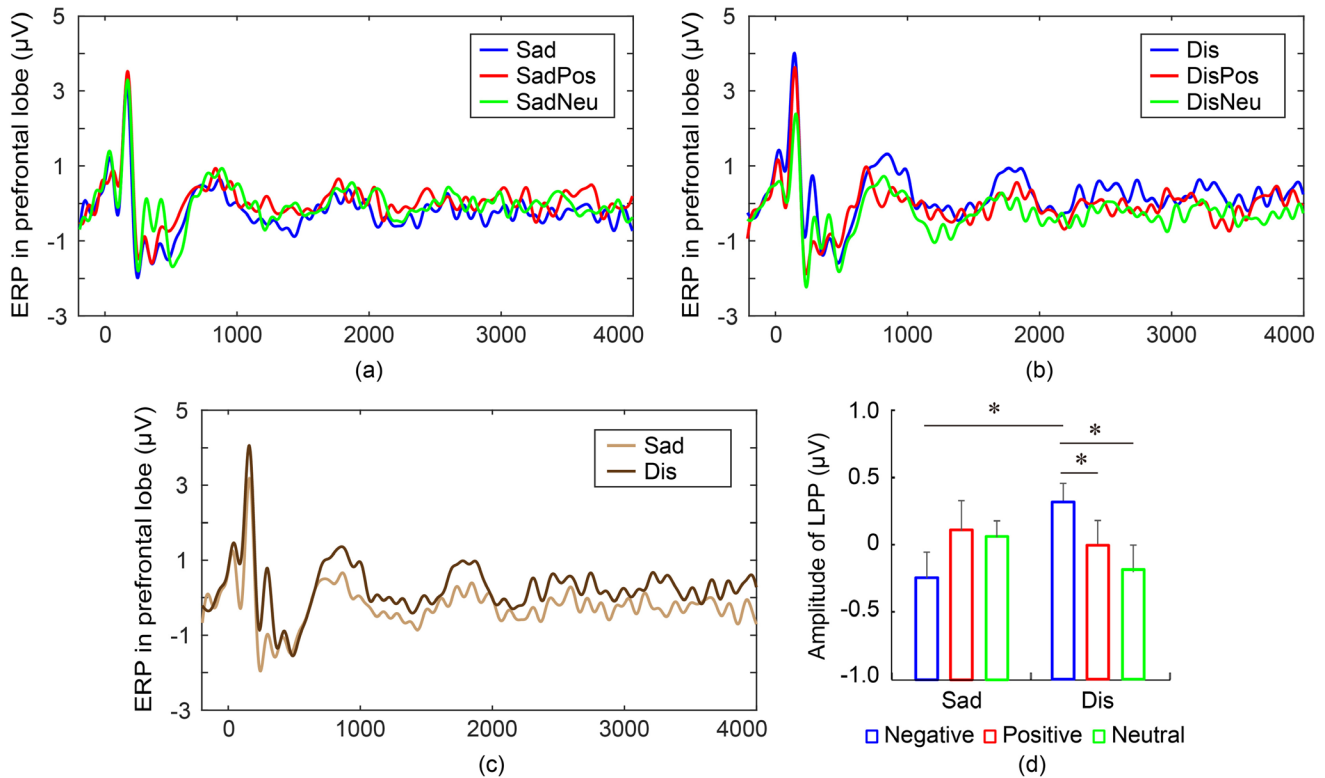 ERP in prefrontal lobe (µV)
5
3
1
-1
-3
0
1000
2000
3000
4000
Sad
SadPos
SadNeu
(a)
ERP in prefrontal lobe (µV)
5
3
1
-1
-3
0
1000
2000
3000
4000
Dis
DisPos
DisNeu
(b)
ERP in prefrontal lobe (µV)
5
3
1
-1
-3
0
1000
2000
3000
4000
Sad
Dis
(c)
Amplitude of LPP (µV)
1.0
0.5
0
-0.5
-1.0
*
*
*
Sad Dis
Negative Positive Neutral
(d)